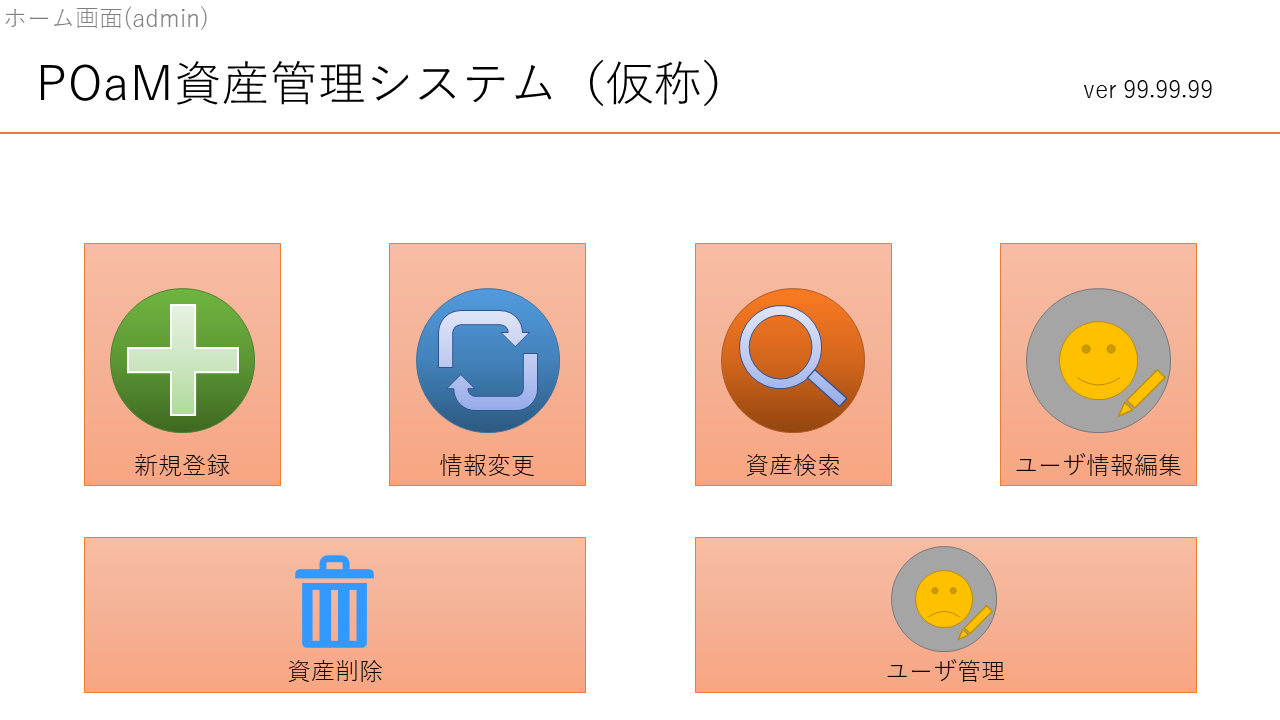 ホーム画面(admin)
POaM資産管理システム（仮称）
ver 99.99.99
新規登録
情報変更
資産検索
ユーザ情報編集
資産削除
ユーザ管理